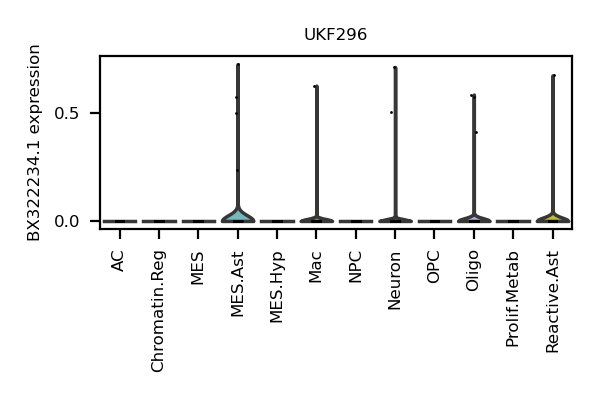 UKF296
BX322234.1 expression
0.5
0.0
AC
Chromatin.Reg
MES
MES.Ast
MES.Hyp
Mac
NPC
Neuron
OPC
Oligo
Prolif.Metab
Reactive.Ast